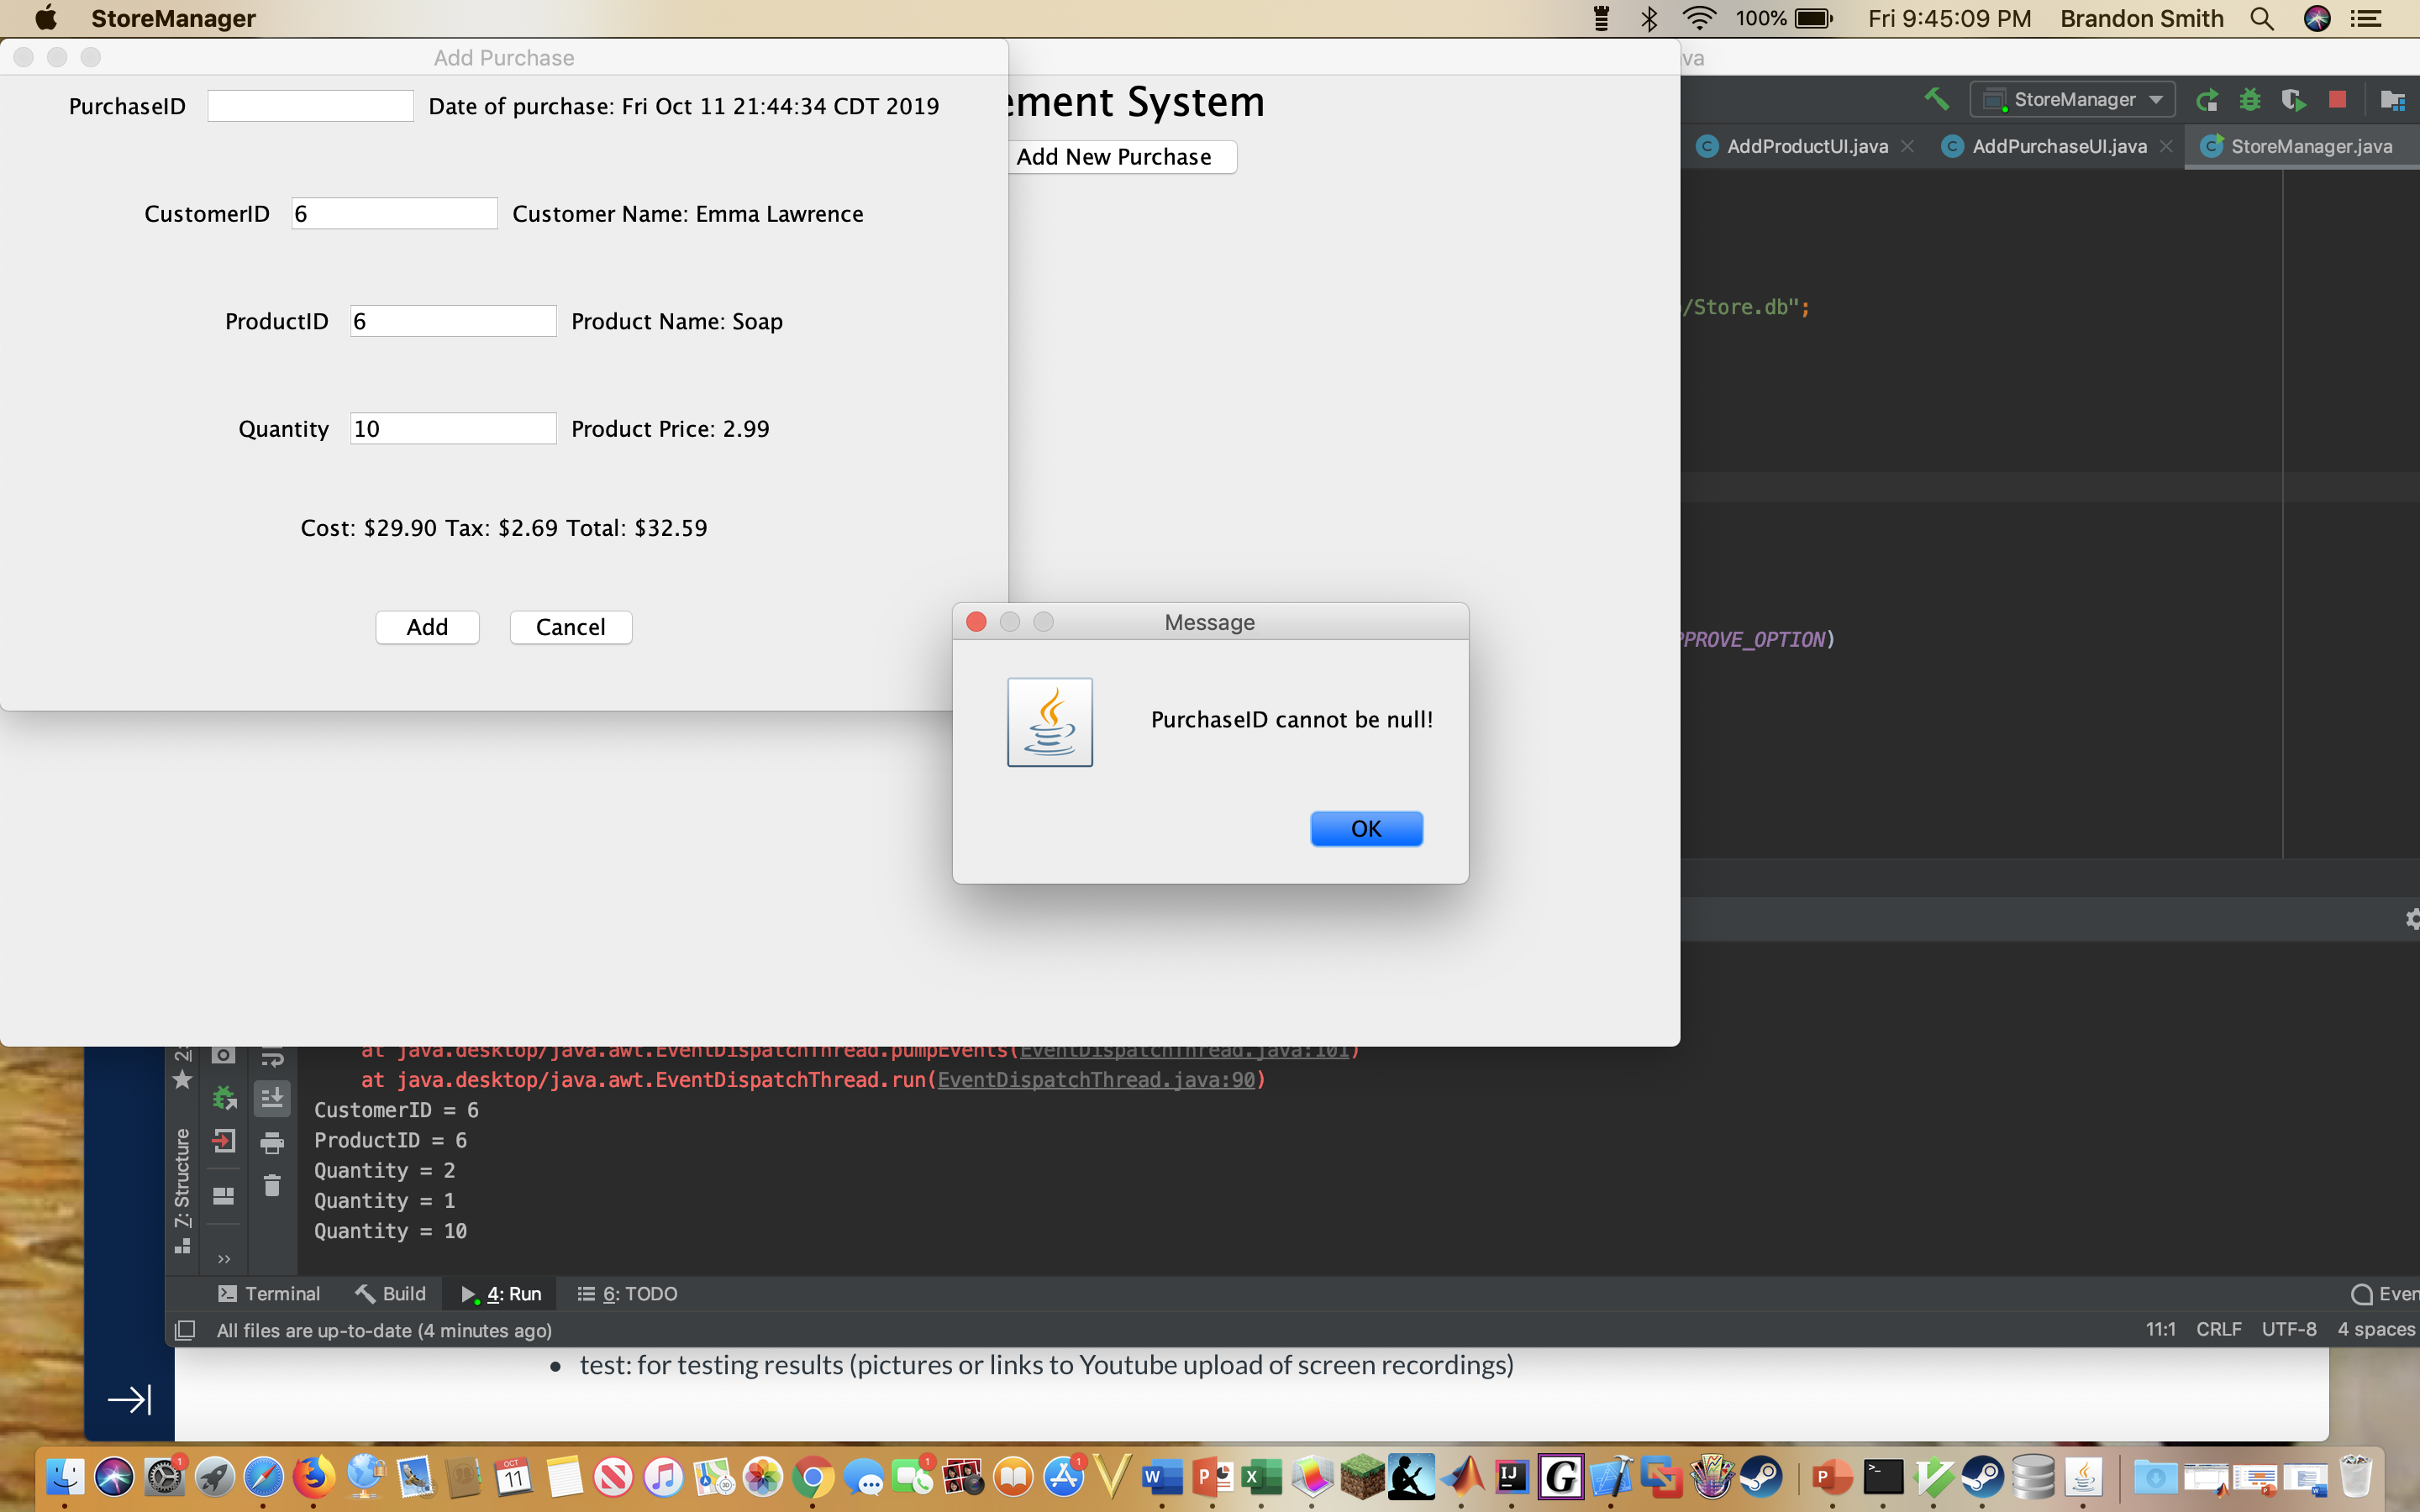 StoreManager
100%
Fri 9:45:09 PM
Brandon Smith
Add Purchase
va
PurchaseID
Date of purchase: Fri Oct 11 21:44:34 CDT 2019
ement System
Add New Purchase
StoreManager
AddProductUI.java
AddPurchaseUI.java
StoreManager.java
CustomerID 6 Customer Name: Emma Lawrence
ProductID 6 Product Name: Soap
/Store.db";
Quantity 10 Product Price: 2.99
Cost: $29.90 Tax: $2.69 Total: $32.59
Add
Cancel
Message
PROVE_OPTION)
PurchaseID cannot be null!
OK
at java.desktop/java.awt.EventDispatchThread.pumpEvents(EventDispatchThread.java:101)
at java.desktop/java.awt.EventDispatchThread.run(EventDispatchThread.java:90)
CustomerID = 6
ProductID = 6
Quantity = 2
Quantity = 1
Quantity = 10
Z: Structure
Terminal
Build
4: Run
6: TODO
Even
All files are up-to-date (4 minutes ago)
11:1 CRLF UTF-8 4 spaces
• test: for testing results (pictures or links to Youtube upload of screen recordings)
OCT
11